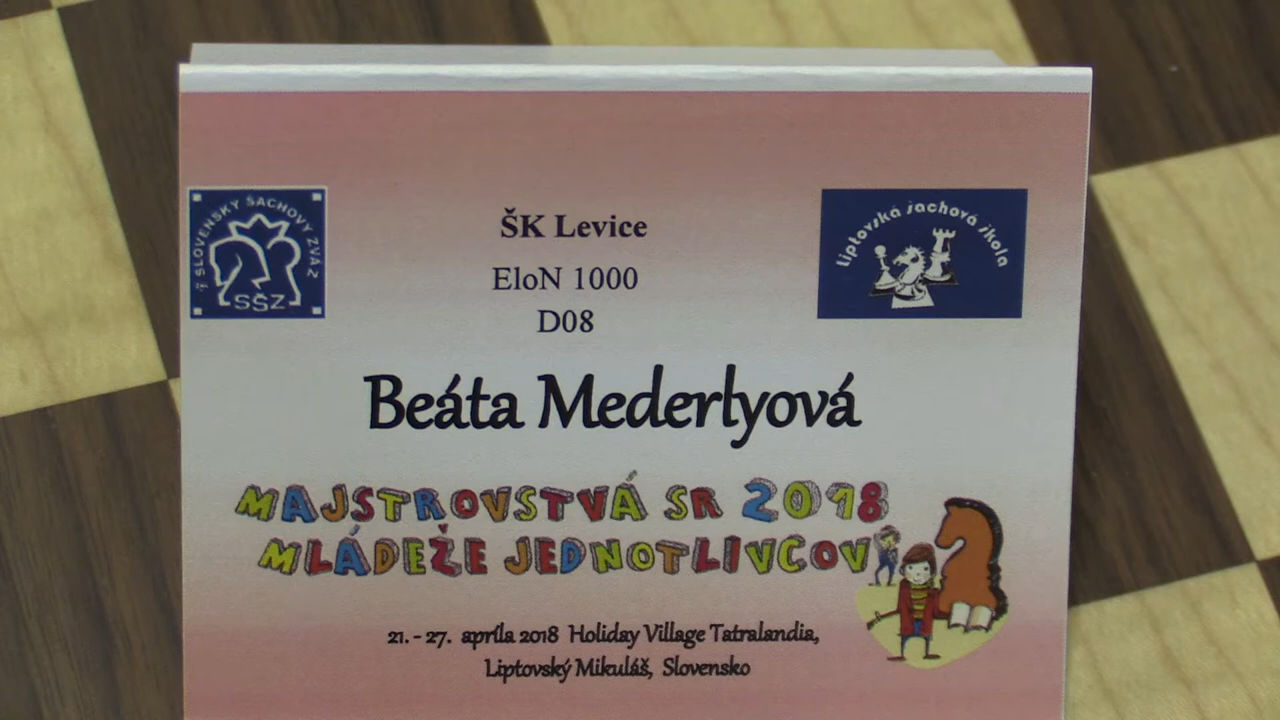 SLOVENSKÝ ŠACHOVÝ ZVÄZ
SŠZ
ŠK Levice
EloN 1000
D08
Liptovská šachová škola
Beáta Mederlyová
MAJSTROVSTVÁ SR 2018
MLÁDEŽE JEDNOTLIVCOV
21. - 27. apríla 2018 Holiday Village Tatralandia,
Liptovský Mikuláš, Slovensko